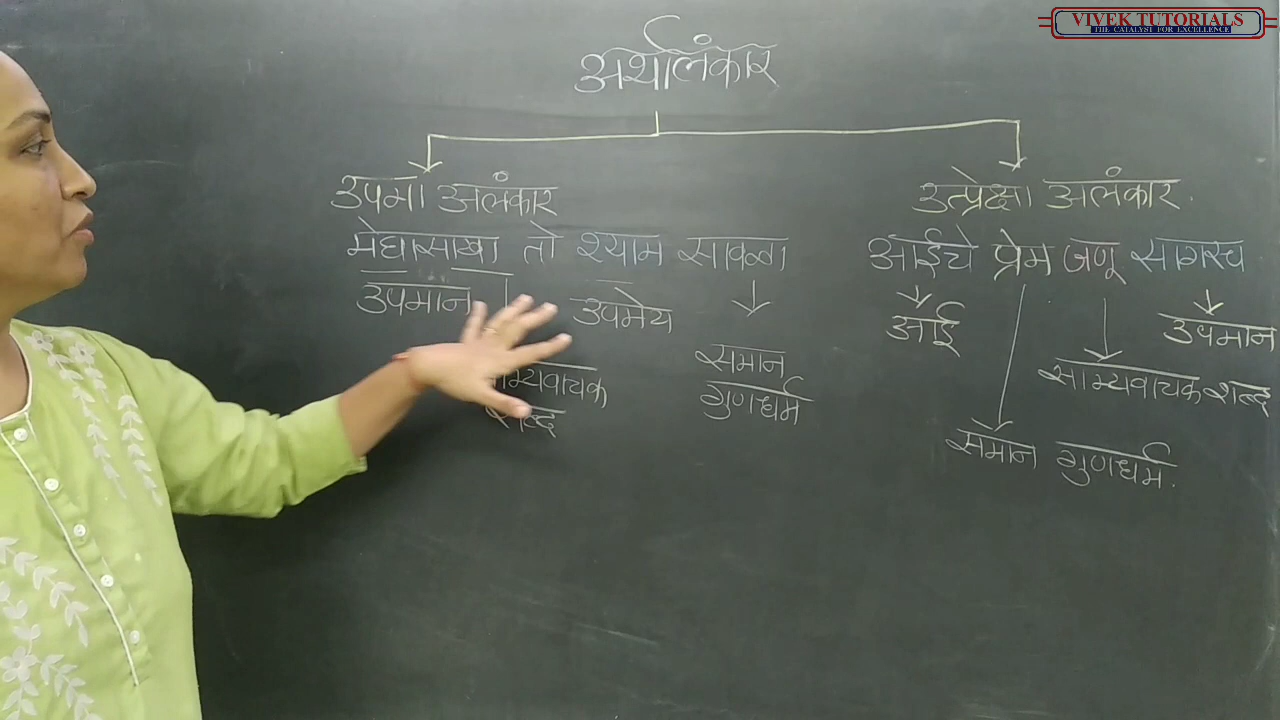 VIVEK TUTORIALS
THE CATALYST FOR EXCELLENCE
अर्थालंकार
उपमा अलंकार
मेघासारखा तो श्याम सावळा
उपमान
उपमेय
समान
गुणधर्म
म्यवाचक
शब्द
उत्प्रेक्षा अलंकार.
आईचे प्रेम जणू सागरच
आई
उपमान
साम्यवाचक शब्द
समान गुणधर्म.